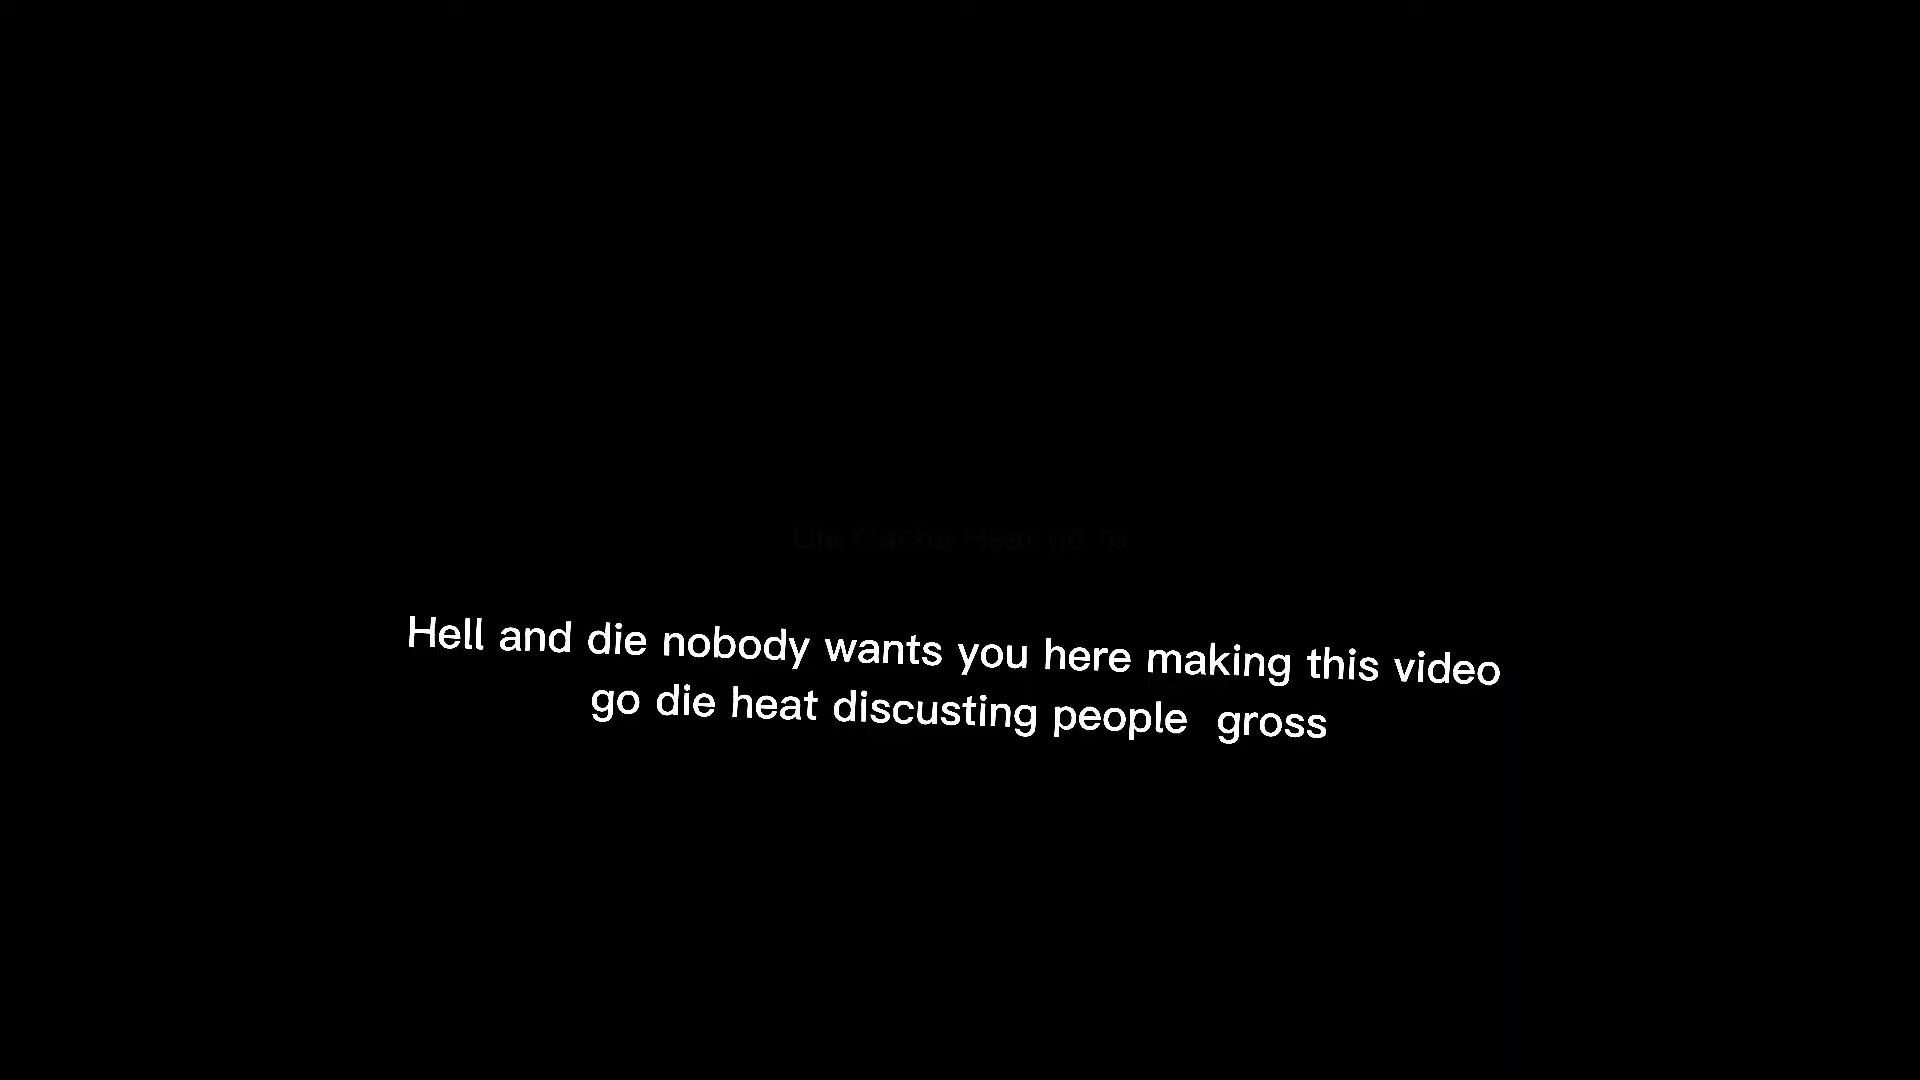 Hell and die nobody wants you here making this video
go die heat discusting people  gross